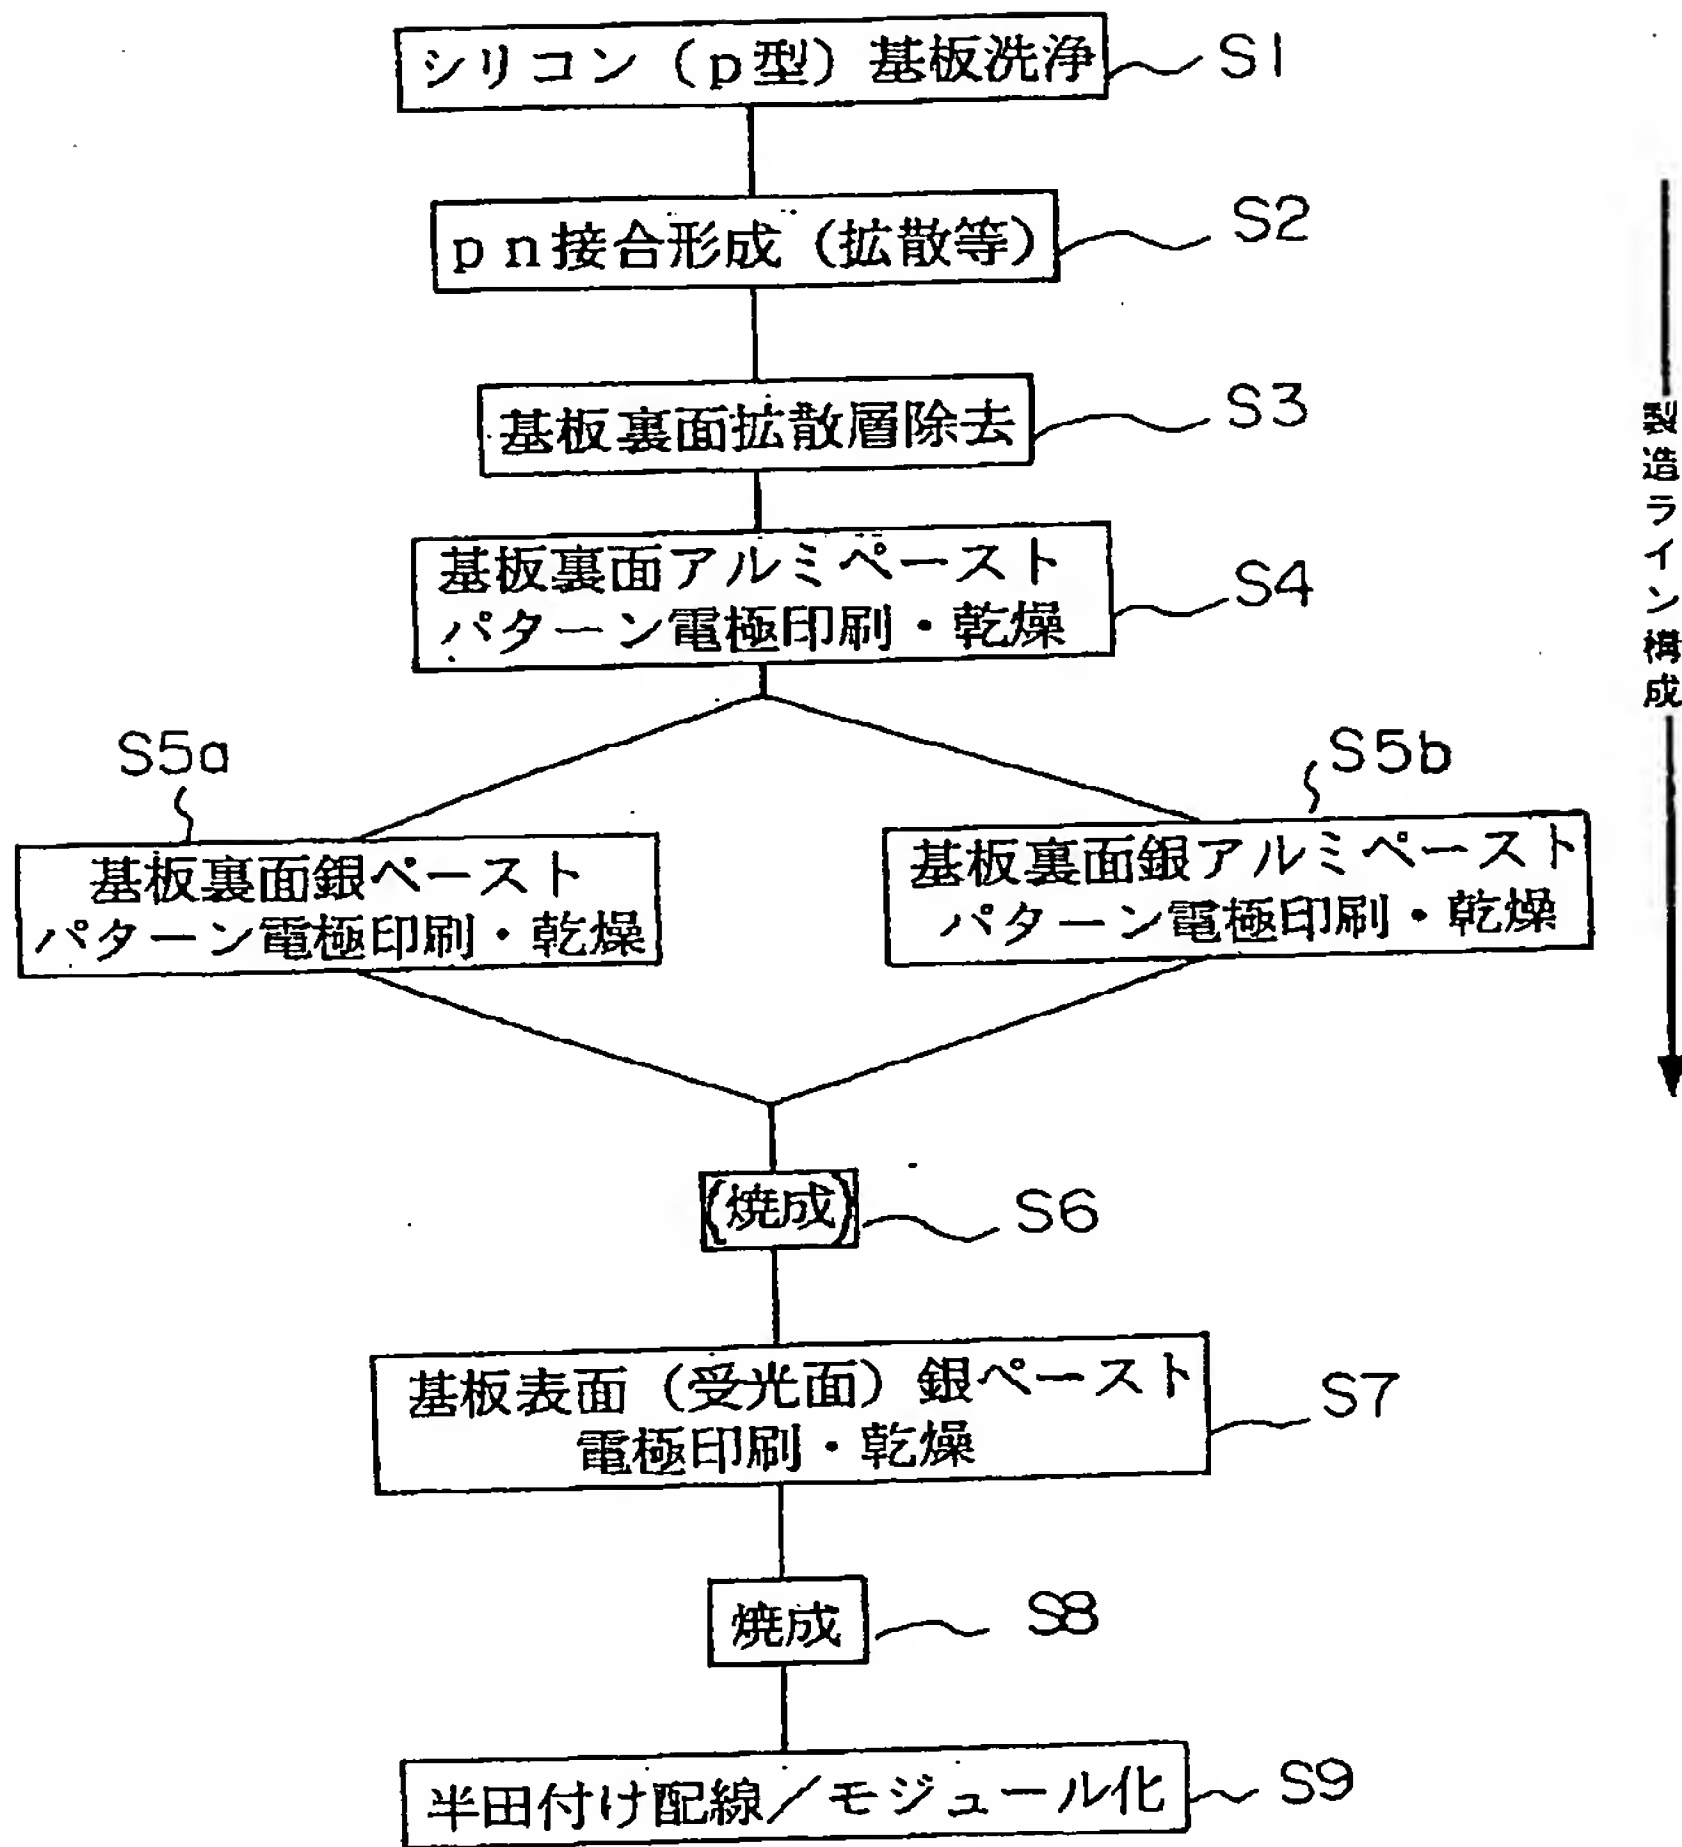 シリコン（p型）基板洗浄
S1
pn接合形成（拡散等）
S2
基板裏面拡散層除去
S3
基板裏面アルミペースト
パターン電極印刷・乾燥
S4
S5a
基板裏面銀ペースト
パターン電極印刷・乾燥
S5b
基板裏面銀アルミペースト
パターン電極印刷・乾燥
(焼成)
S6
基板表面（受光面）銀ペースト
電極印刷・乾燥
S7
焼成
S8
半田付け配線／モジュール化
S9
製造ライン構成